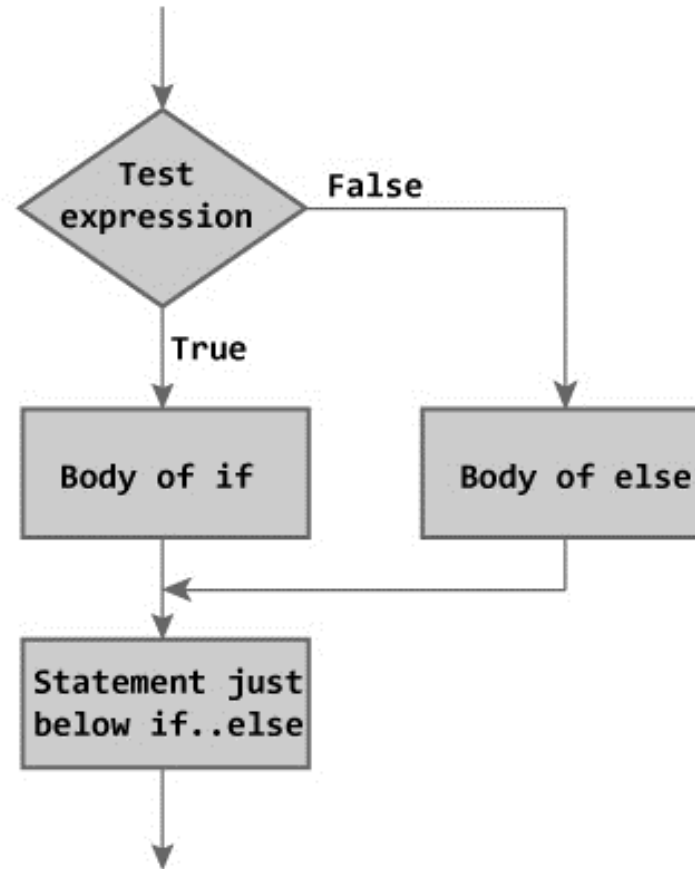 Test
expression
False
True
Body of if
Body of else
Statement just
below if..else